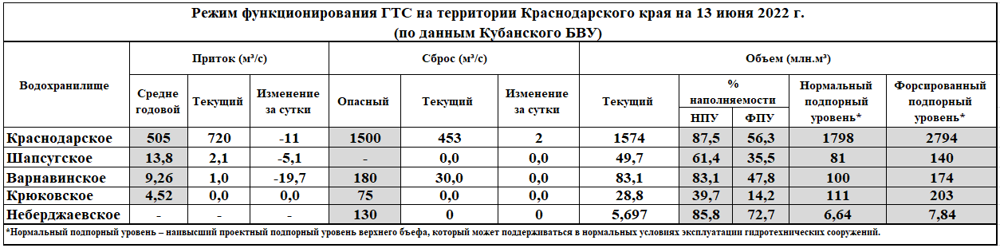 Режим функционирования ГТС на территории Краснодарского края на 13 июня 2022 г.
(по данным Кубанского БВУ)
Водохранилище Приток (м³/с) Сброс (м³/с) Объем (млн.м³)
Средне годовой Текущий Изменение за сутки Опасный Текущий Изменение за сутки Текущий % наполняемости Нормальный подпорный уровень* Форсированный подпорный уровень*
НПУ ФПУ
Краснодарское 505 720 -11 1500 453 2 1574 87,5 56,3 1798 2794
Шапсугское 13,8 2,1 -5,1 - 0,0 0,0 49,7 61,4 35,5 81 140
Варнавинское 9,26 1,0 -19,7 180 30,0 0,0 83,1 83,1 47,8 100 174
Крюковское 4,52 0,0 0,0 75 0,0 0,0 28,8 39,7 14,2 111 203
Неберджаевское - - - 130 0 0 5,697 85,8 72,7 6,64 7,84
*Нормальный подпорный уровень – наивысший проектный подпорный уровень верхнего бъефа, который может поддерживаться в нормальных условиях эксплуатации гидротехнических сооружений.